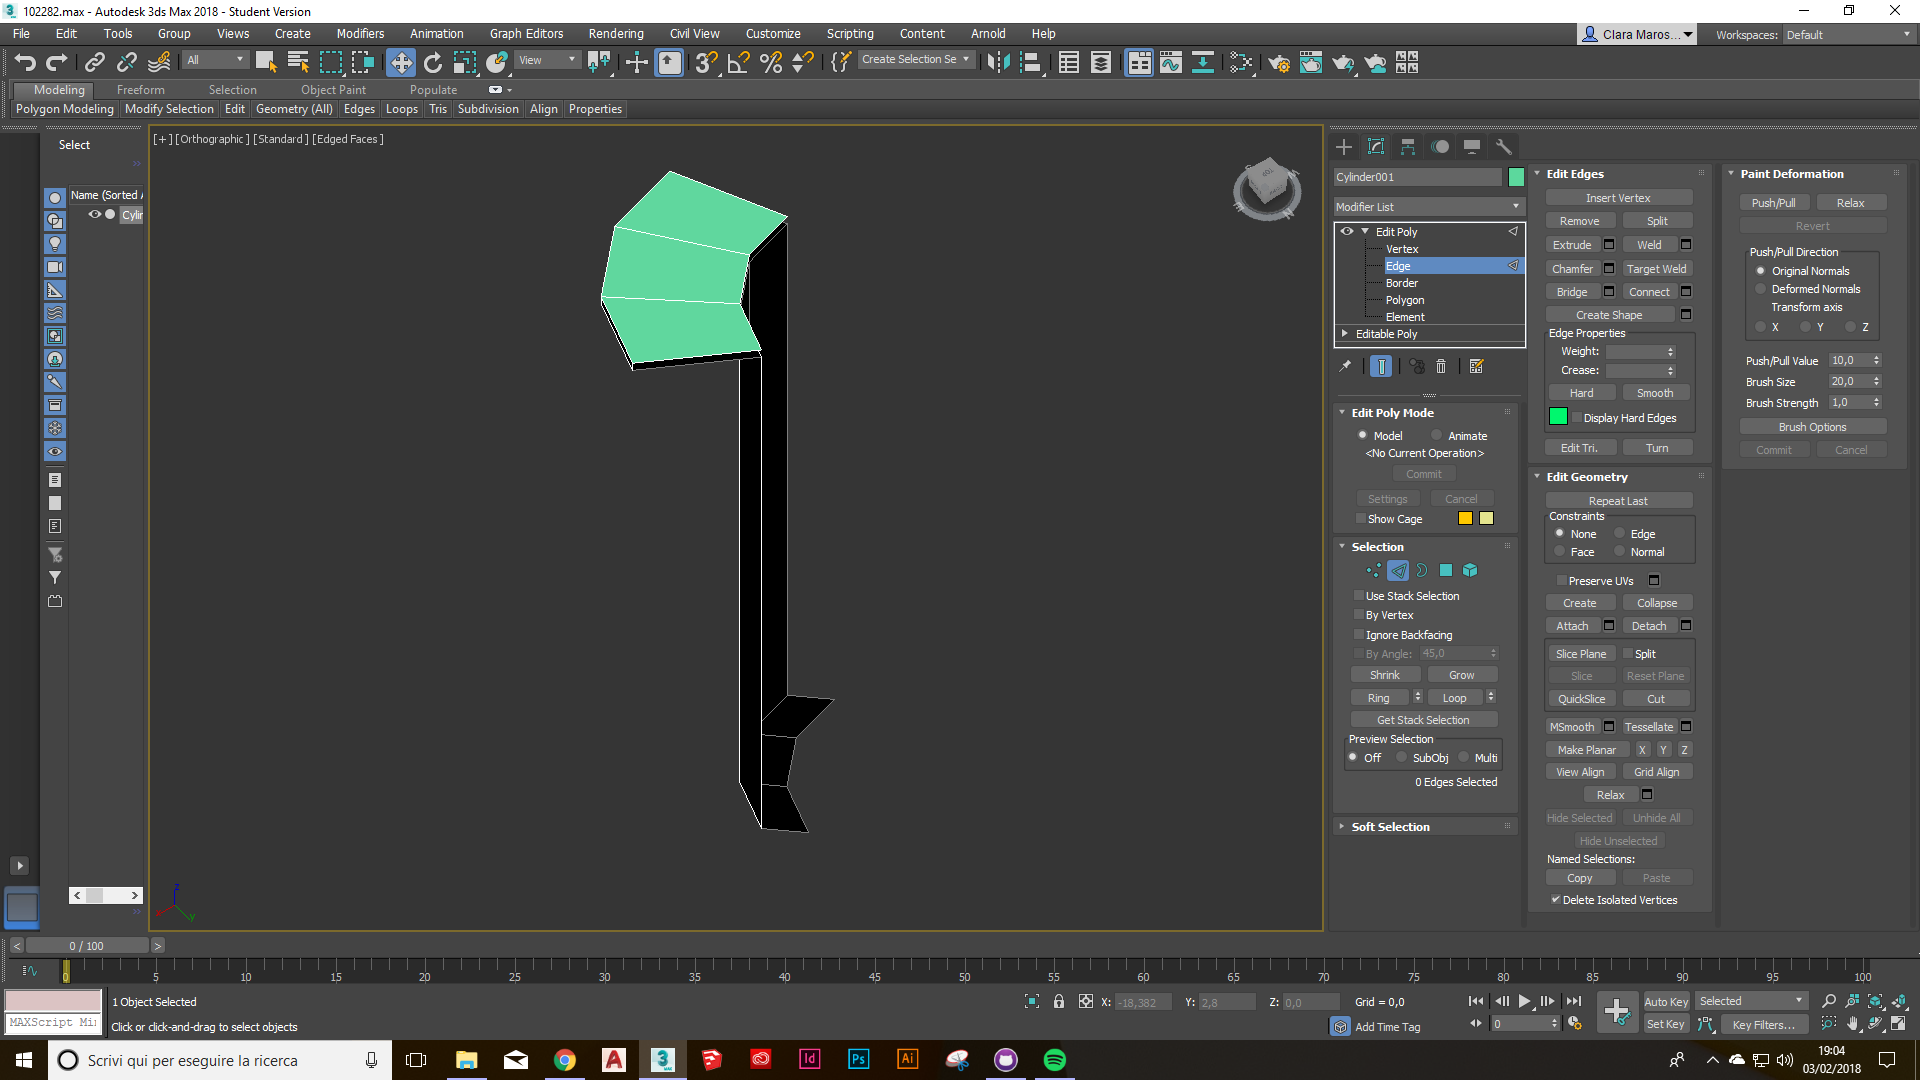 102282.max - Autodesk 3ds Max 2018 - Student Version
File Edit Tools Group Views Create Modifiers Animation Graph Editors Rendering Civil View Customize Scripting Content Arnold Help
Clara Maros... Workspaces: Default
All View Create Selection Se
Modeling Freeform Selection Object Paint Populate
Polygon Modeling Modify Selection Edit Geometry (All) Edges Loops Tris Subdivision Align Properties
Select
Name (Sorted A
Cylin
[+] [Orthographic] [Standard] [Edged Faces]
Cylinder001
Modifier List
Edit Poly
Vertex
Edge
Border
Polygon
Element
Editable Poly
Edit Poly Mode
Model Animate
<No Current Operation>
Commit
Settings Cancel
Show Cage
Selection
Use Stack Selection
By Vertex
Ignore Backfacing
By Angle: 45,0
Shrink Grow
Ring Loop
Get Stack Selection
Preview Selection
Off SubObj Multi
0 Edges Selected
Soft Selection
Edit Edges
Insert Vertex
Remove Split
Extrude Weld
Chamfer Target Weld
Bridge Connect
Create Shape
Edge Properties
Weight:
Crease:
Hard Smooth
Display Hard Edges
Edit Tri. Turn
Edit Geometry
Repeat Last
Constraints
None Edge
Face Normal
Preserve UVs
Create Collapse
Attach Detach
Slice Plane Split
Slice Reset Plane
QuickSlice Cut
MSmooth Tessellate
Make Planar X Y Z
View Align Grid Align
Relax
Hide Selected Unhide All
Hide Unselected
Named Selections:
Copy Paste
Delete Isolated Vertices
Paint Deformation
Push/Pull Relax
Revert
Push/Pull Direction
Original Normals
Deformed Normals
Transform axis
X Y Z
Push/Pull Value 10,0
Brush Size 20,0
Brush Strength 1,0
Brush Options
Commit Cancel
z
y
0 / 100
0 5 10 15 20 25 30 35 40 45 50 55 60 65 70 75 80 85 90 95 100
1 Object Selected
X: -18,382 Y: 2,8 Z: 0,0 Grid = 0,0
Auto Key Selected
MAXScript Mi
Click or click-and-drag to select objects
Add Time Tag
0
Set Key Key Filters...
Scrivi qui per eseguire la ricerca
19:04
03/02/2018